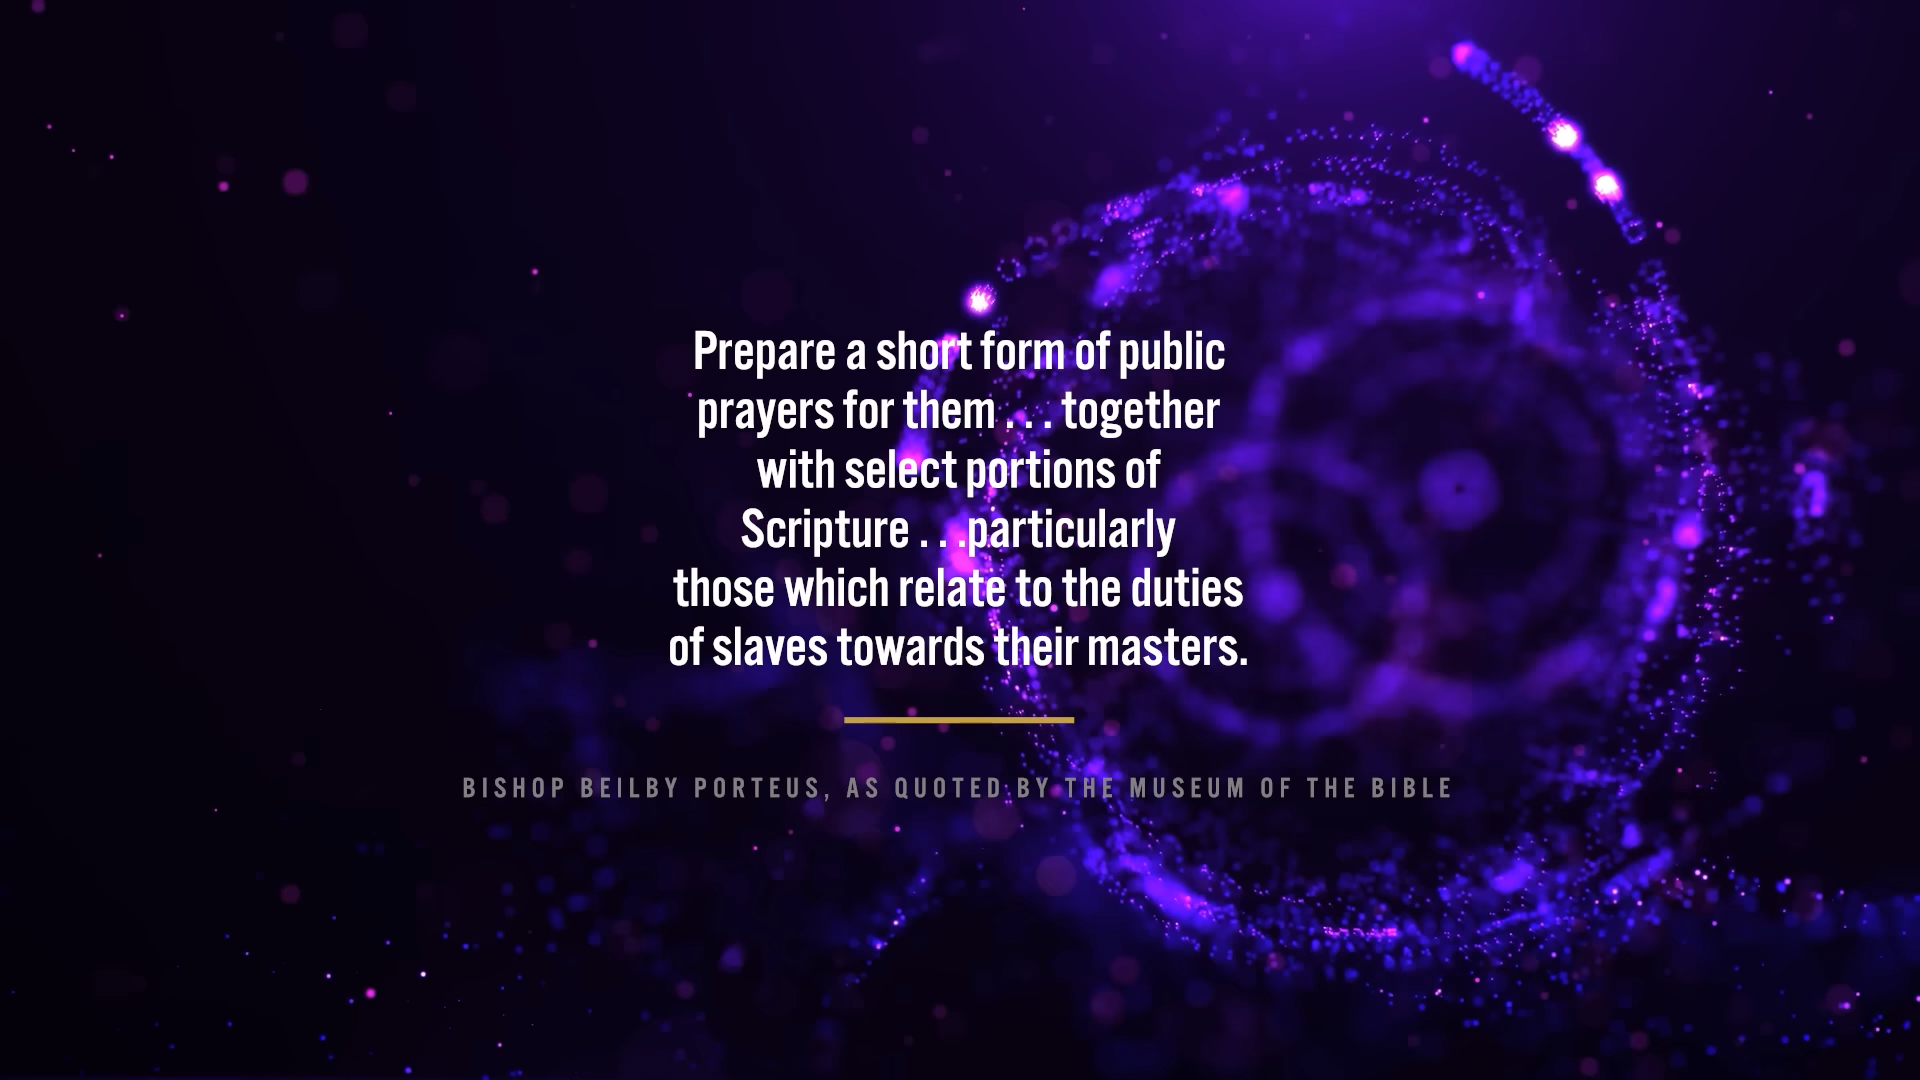 Prepare a short form of public
prayers for them . . . together
with select portions of
Scripture . . .particularly
those which relate to the duties
of slaves towards their masters.
BISHOP BEILBY PORTEUS, AS QUOTED BY THE MUSEUM OF THE BIBLE